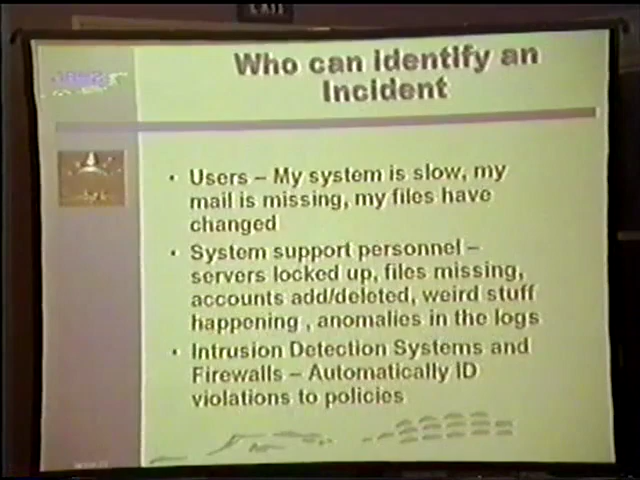 Who can Identify an
Incident
• Users – My system is slow, my
mail is missing, my files have
changed
• System support personnel –
servers locked up, files missing,
accounts add/deleted, weird stuff
happening , anomalies in the logs
• Intrusion Detection Systems and
Firewalls – Automatically ID
violations to policies